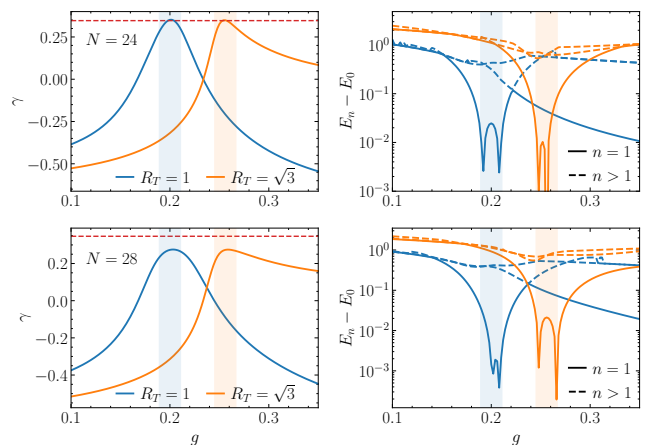 γ
0.00
−0.25
−0.50
N = 24
R_T = 1
R_T = √3
0.1
0.2
0.3
E_n − E_0
10^0
10^−1
10^−2
10^−3
n = 1
n > 1
0.1
0.2
0.3
γ
0.2
0.0
−0.2
−0.4
N = 28
R_T = 1
R_T = √3
0.1
0.2
0.3
g
E_n − E_0
10^0
10^−1
10^−2
10^−3
10^−4
n = 1
n > 1
0.1
0.2
0.3
g